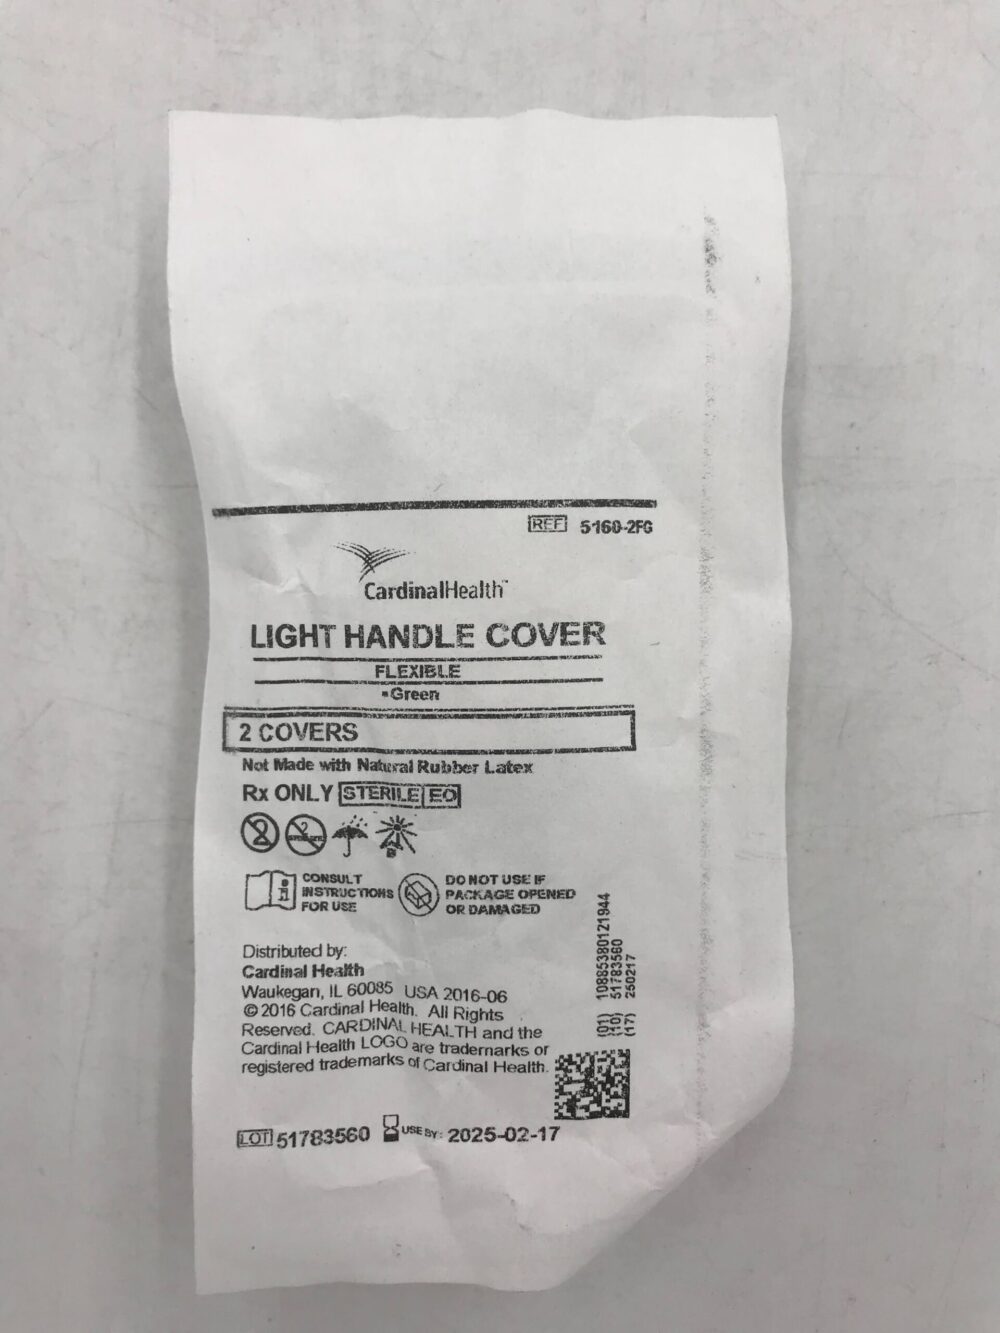 REF 5160-2FG
CardinalHealth™
LIGHT HANDLE COVER
FLEXIBLE
▪Green
2 COVERS
Not Made with Natural Rubber Latex
Rx ONLY STERILE EO
2
CONSULT
INSTRUCTIONS
FOR USE
DO NOT USE IF
PACKAGE OPENED
OR DAMAGED
Distributed by:
Cardinal Health
Waukegan, IL 60085 USA 2016-06
© 2016 Cardinal Health. All Rights
Reserved. CARDINAL HEALTH and the
Cardinal Health LOGO are trademarks or
registered trademarks of Cardinal Health.
(01) 10885380121944
(10) 51783560
(17) 250217
LOT 51783560 USE BY: 2025-02-17